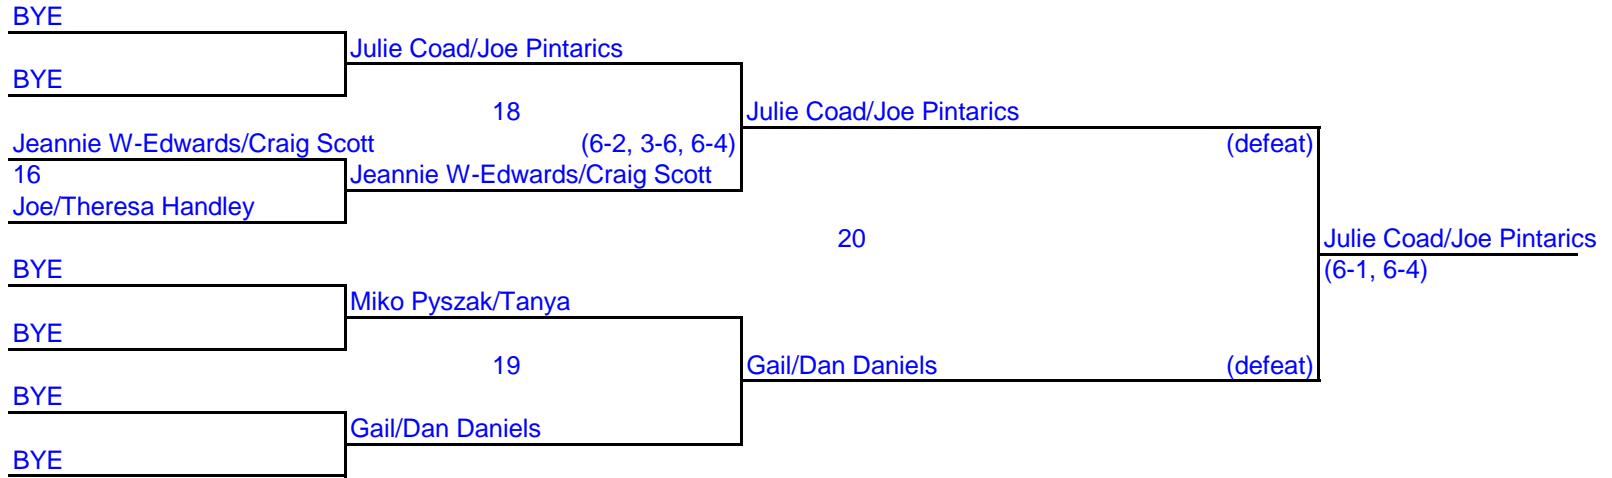 BYE
Julie Coad/Joe Pintarics
BYE
18
Julie Coad/Joe Pintarics
Jeannie W-Edwards/Craig Scott
(6-2, 3-6, 6-4)
(defeat)
16
Jeannie W-Edwards/Craig Scott
Joe/Theresa Handley
20
Julie Coad/Joe Pintarics
BYE
(6-1, 6-4)
Miko Pyszak/Tanya
BYE
19
Gail/Dan Daniels
(defeat)
BYE
Gail/Dan Daniels
BYE